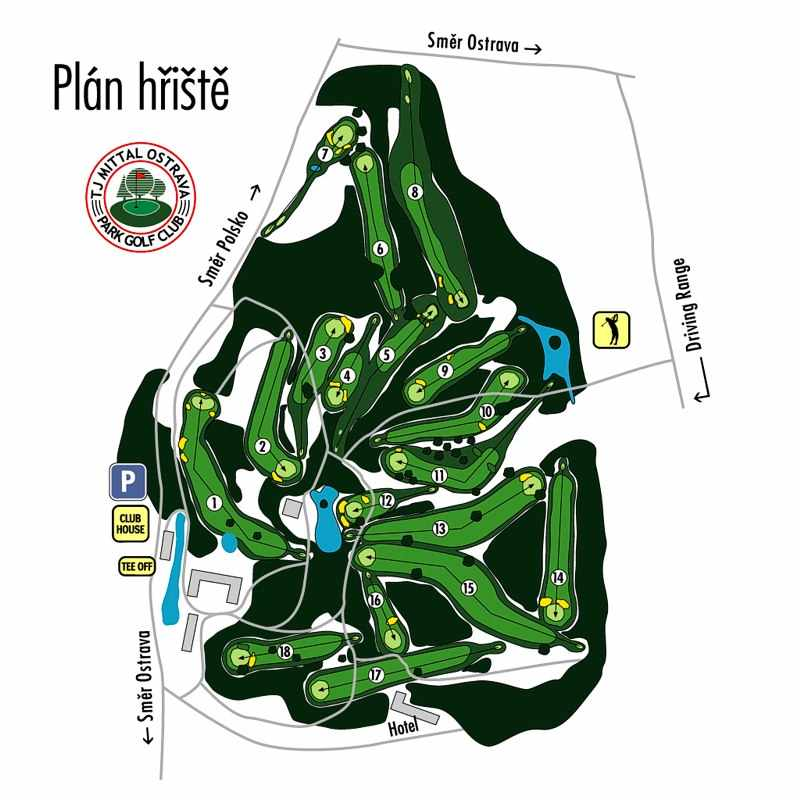 Směr Ostrava →
Plán hřiště
TJ MITTAL OSTRAVA
PARK GOLF CLUB
Směr Polsko →
Driving Range
7
8
6
3
5
4
9
10
2
11
1
12
13
14
15
16
18
17
P
CLUB
HOUSE
TEE OFF
← Směr Ostrava
Hotel